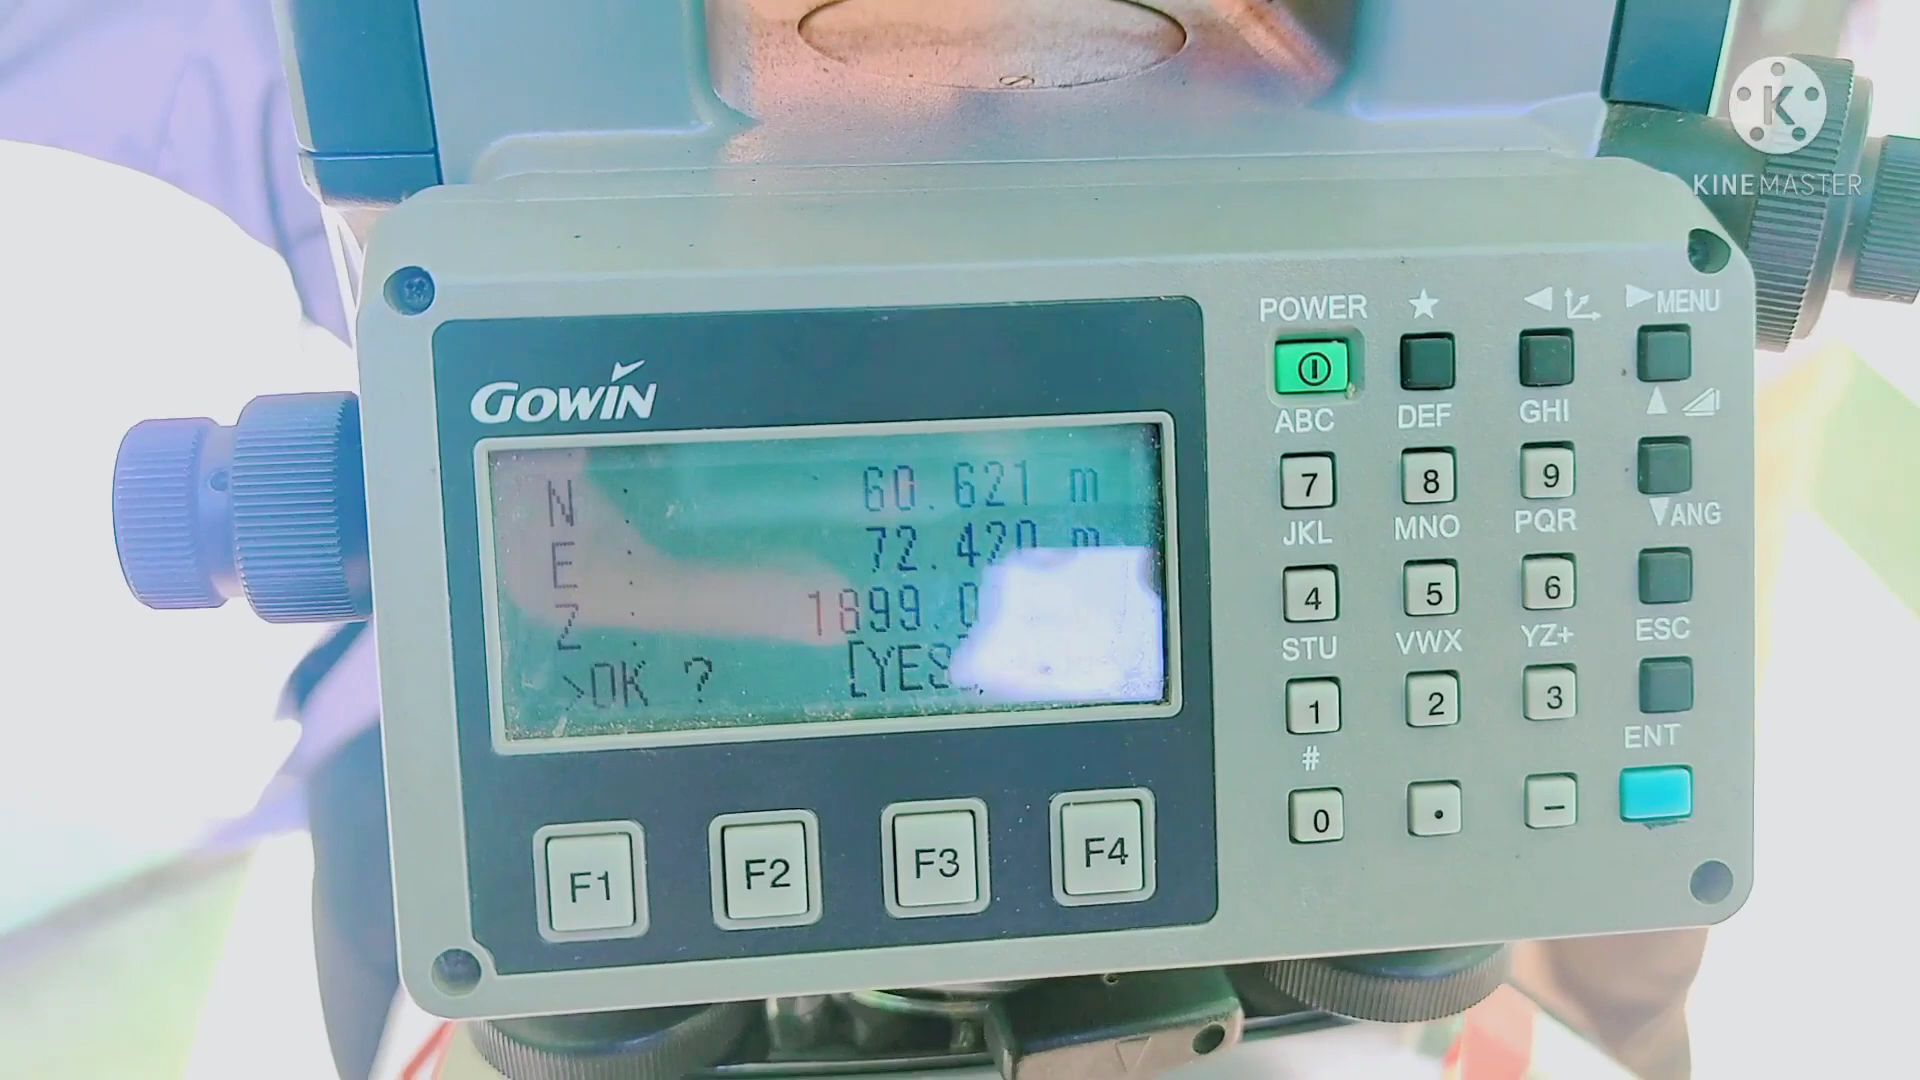 K
KINEMASTER
GOWIN
N : 60.621 m
E : 72.420 m
Z : 1899.0
>OK ? [YES]
F1 F2 F3 F4
POWER ★ ◀ ▶MENU
ABC DEF GHI ▲
7 8 9
JKL MNO PQR ▼ANG
4 5 6
STU VWX YZ+ ESC
1 2 3
# ENT
0 . −